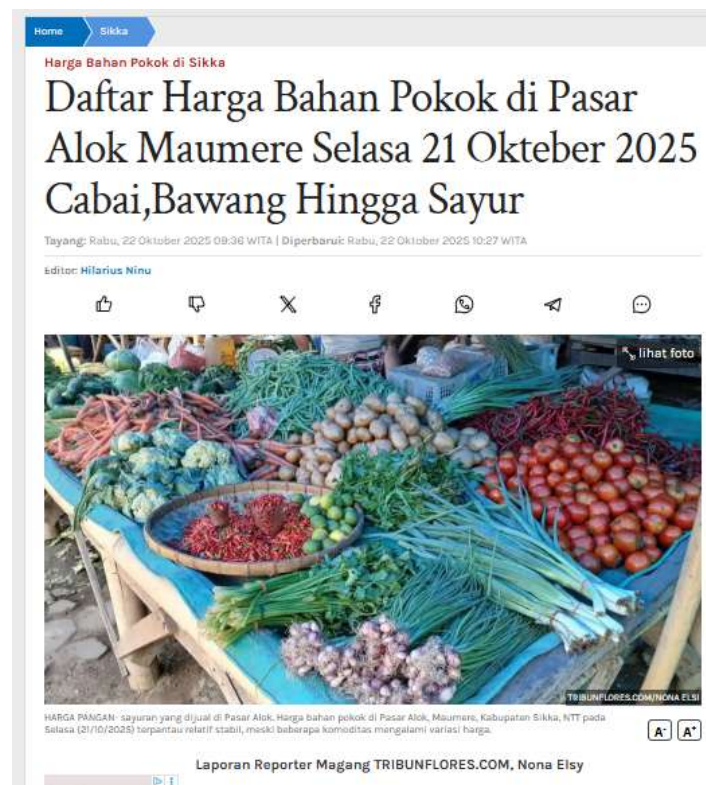 Home
Sikka
Harga Bahan Pokok di Sikka
Daftar Harga Bahan Pokok di Pasar
Alok Maumere Selasa 21 Okteber 2025
Cabai,Bawang Hingga Sayur
Tayang: Rabu, 22 Oktober 2025 09:36 WITA | Diperbarui: Rabu, 22 Oktober 2025 10:27 WITA
Editor: Hilarius Ninu
lihat foto
TRIBUNFLORES.COM/NONA ELSI
HARGA PANGAN- sayuran yang dijual di Pasar Alok. Harga bahan pokok di Pasar Alok, Maumere, Kabupaten Sikka, NTT pada
Selasa (21/10/2025) terpantau relatif stabil, meski beberapa komoditas mengalami variasi harga.
A- A+
Laporan Reporter Magang TRIBUNFLORES.COM, Nona Elsy